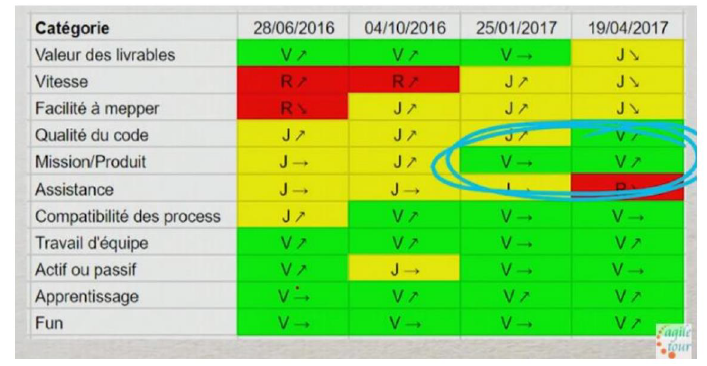 Catégorie 28/06/2016 04/10/2016 25/01/2017 19/04/2017
Valeur des livrables V ↗ V ↗ V → J ↘
Vitesse R ↗ R ↗ J ↗ J ↘
Facilité à mepper R ↘ J ↗ J ↗ J ↘
Qualité du code J ↗ J ↗ J ↗ V ↗
Mission/Produit J → J ↗ V → V ↗
Assistance J → J → J R ↘
Compatibilité des process J ↗ V ↗ V → V →
Travail d'équipe V ↗ V ↗ V → V ↗
Actif ou passif V ↗ J → V → V →
Apprentissage V → V ↗ V ↗ V ↗
Fun V → V → V → V ↗
agile
tour